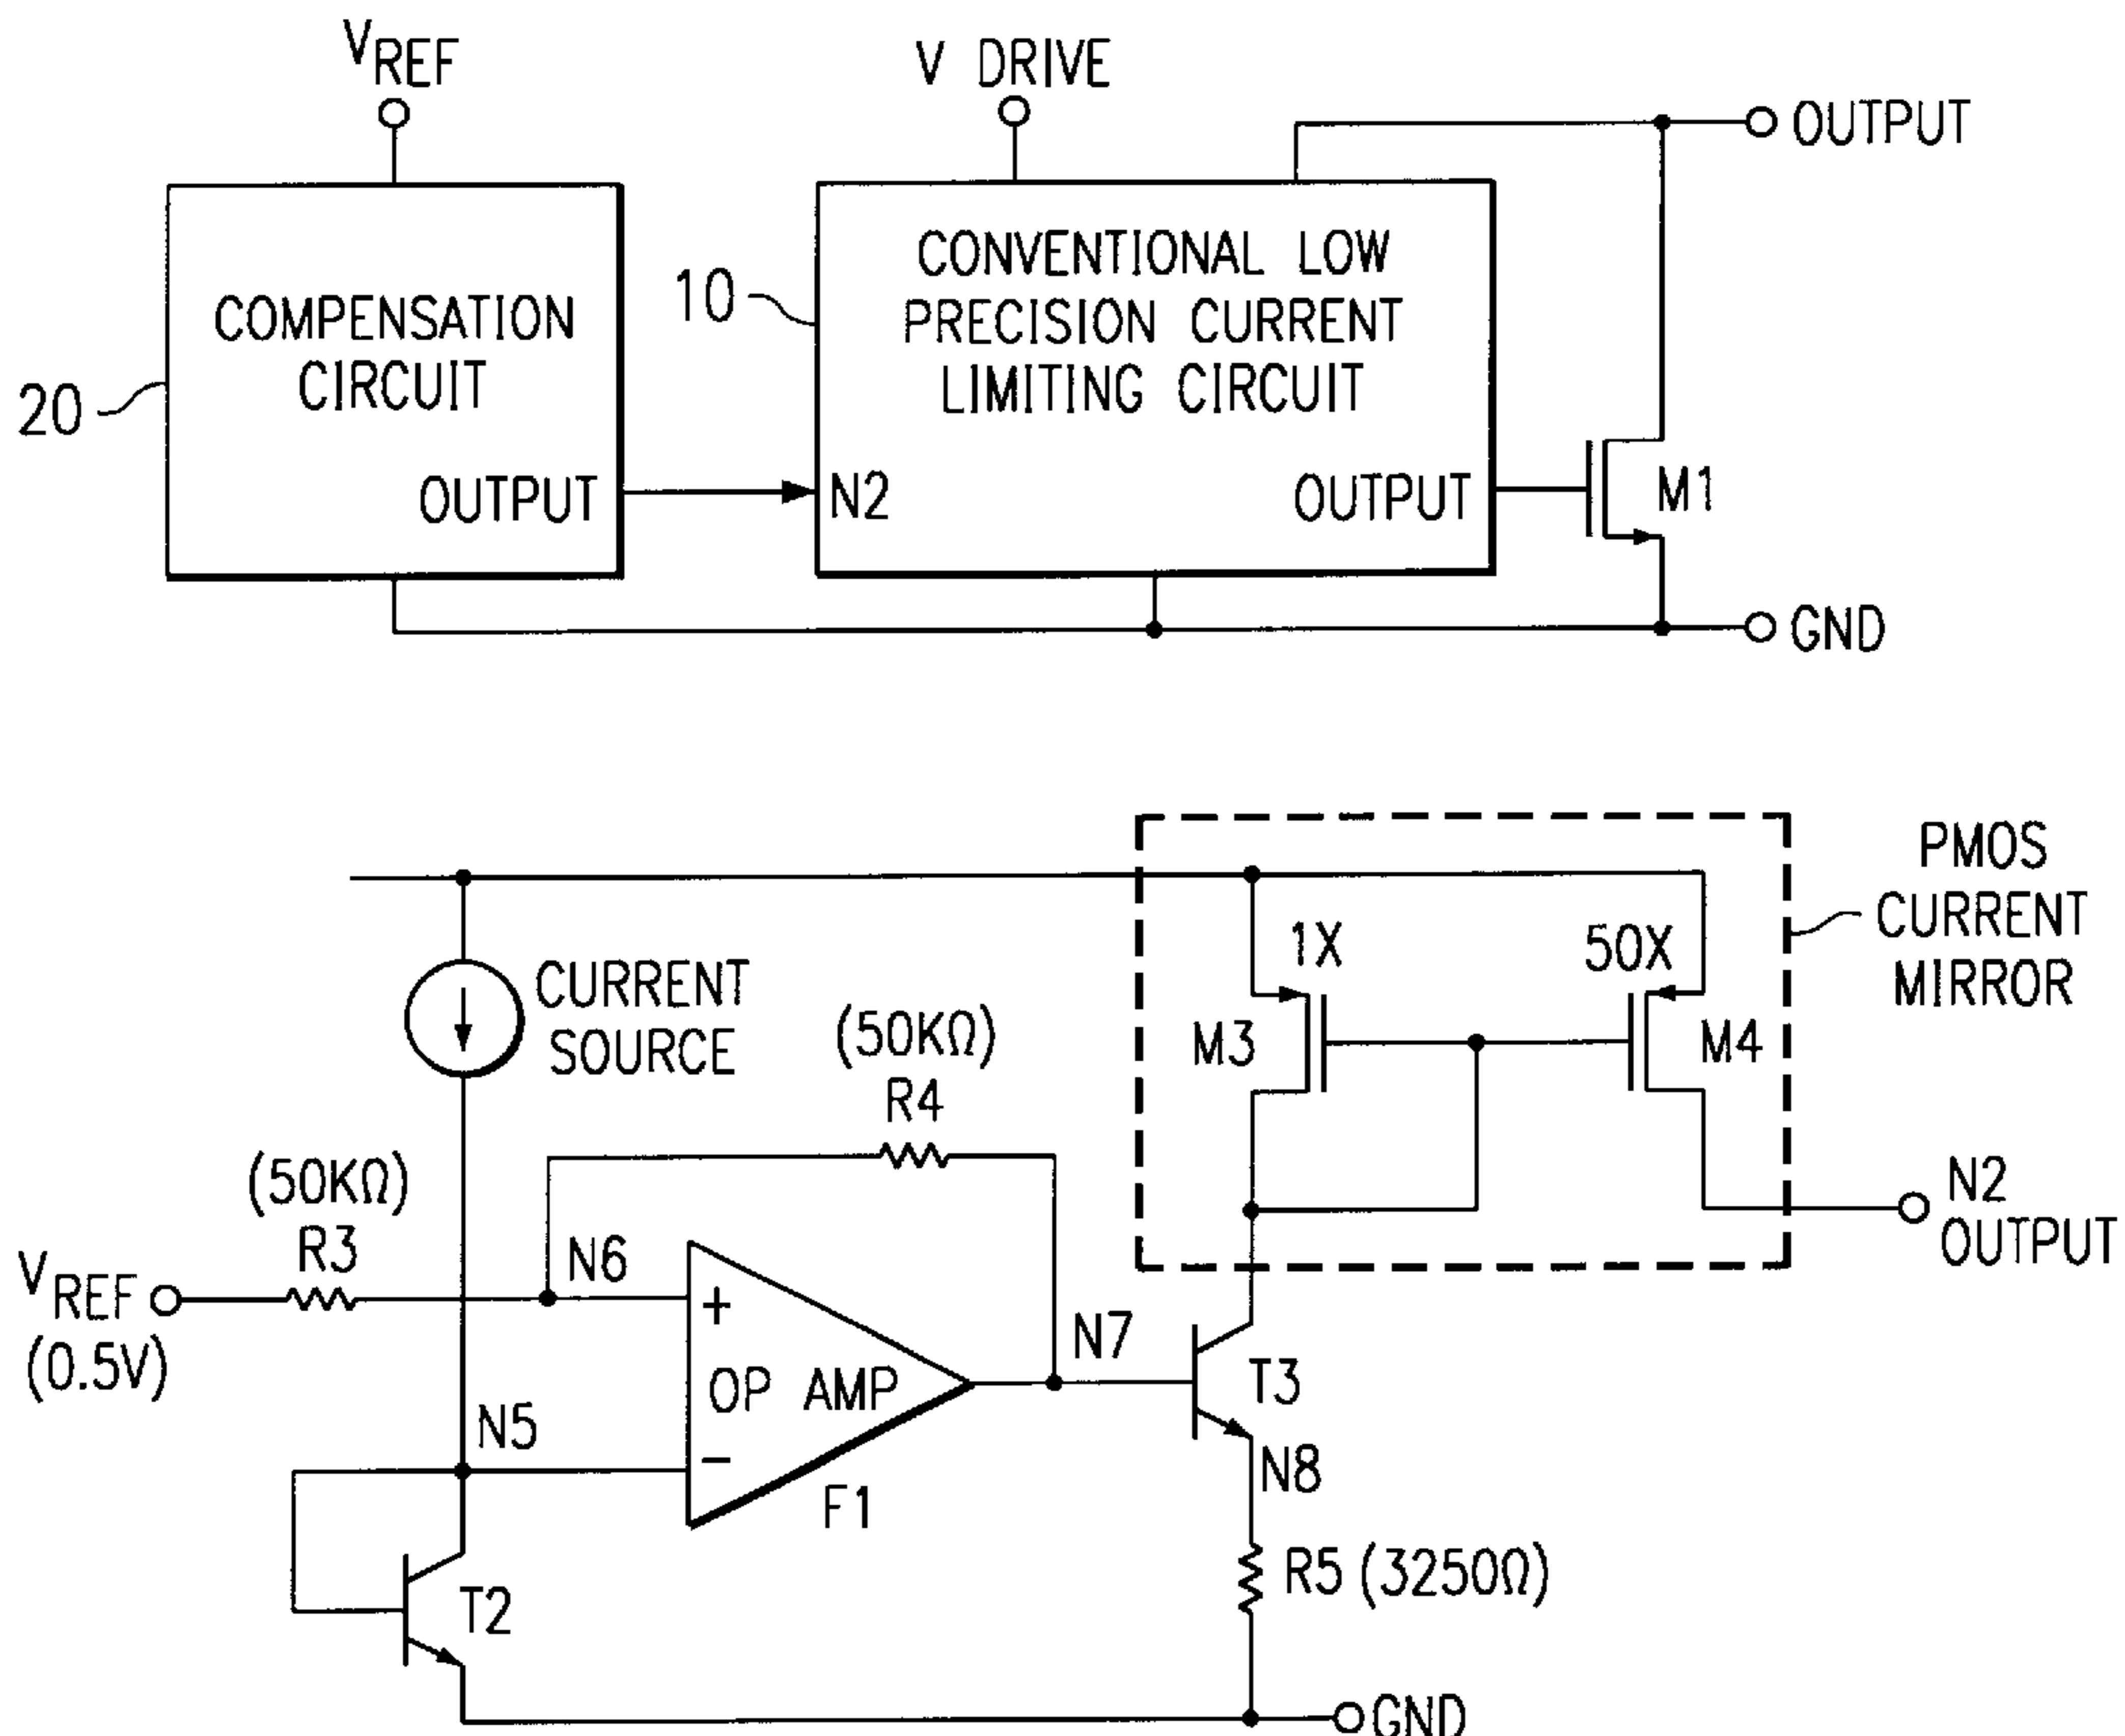 VREF
V DRIVE
OUTPUT
COMPENSATION
CIRCUIT
20
OUTPUT
10
CONVENTIONAL LOW
PRECISION CURRENT
LIMITING CIRCUIT
N2
OUTPUT
M1
GND
PMOS
CURRENT
MIRROR
1X
50X
CURRENT
SOURCE
M3
M4
(50KΩ)
R4
(50KΩ)
R3
N2
OUTPUT
VREF
(0.5V)
N6
+
OP AMP
−
F1
N7
T3
N5
N8
T2
R5 (3250Ω)
GND